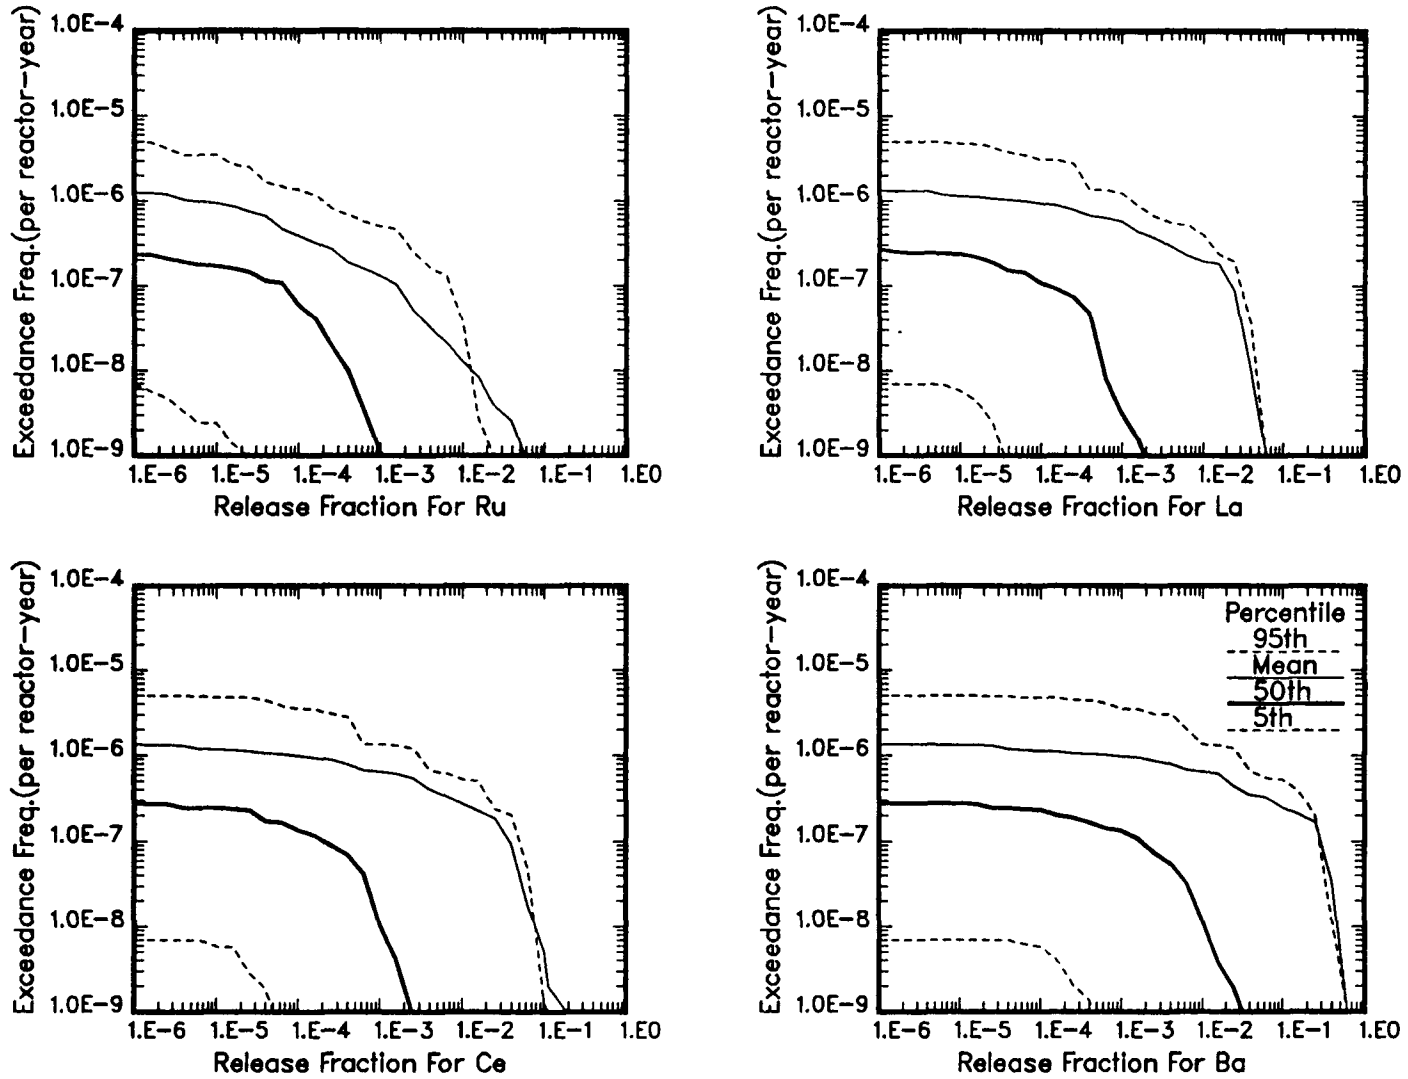 Exceedance Freq.(per reactor-year)
1.0E-4
1.0E-5
1.0E-6
1.0E-7
1.0E-8
1.0E-9
1.E-6 1.E-5 1.E-4 1.E-3 1.E-2 1.E-1 1.E0
Release Fraction For Ru
Exceedance Freq.(per reactor-year)
1.0E-4
1.0E-5
1.0E-6
1.0E-7
1.0E-8
1.0E-9
1.E-6 1.E-5 1.E-4 1.E-3 1.E-2 1.E-1 1.E0
Release Fraction For La
Exceedance Freq.(per reactor-year)
1.0E-4
1.0E-5
1.0E-6
1.0E-7
1.0E-8
1.0E-9
1.E-6 1.E-5 1.E-4 1.E-3 1.E-2 1.E-1 1.E0
Release Fraction For Ce
Exceedance Freq.(per reactor-year)
1.0E-4
1.0E-5
1.0E-6
1.0E-7
1.0E-8
1.0E-9
Percentile
95th
Mean
50th
5th
1.E-6 1.E-5 1.E-4 1.E-3 1.E-2 1.E-1 1.E0
Release Fraction For Ba